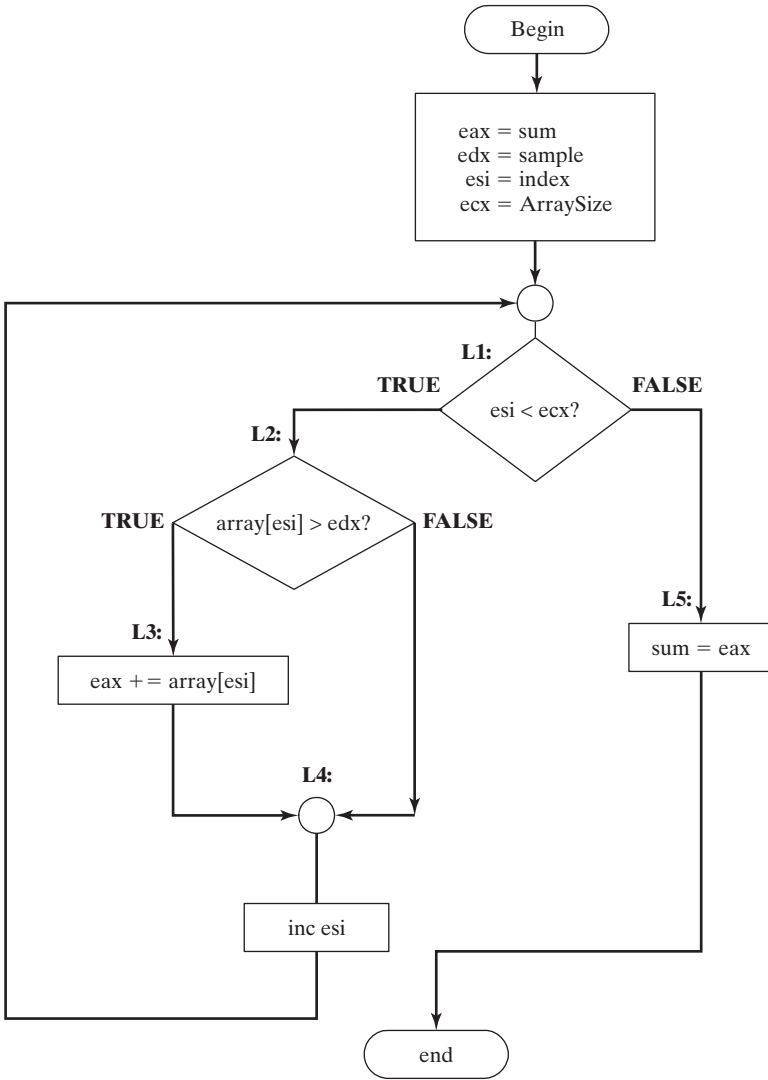 Begin
eax = sum
edx = sample
esi = index
ecx = ArraySize
L1:
TRUE
FALSE
esi < ecx?
L2:
TRUE
array[esi] > edx?
FALSE
L3:
eax += array[esi]
L5:
sum = eax
L4:
inc esi
end